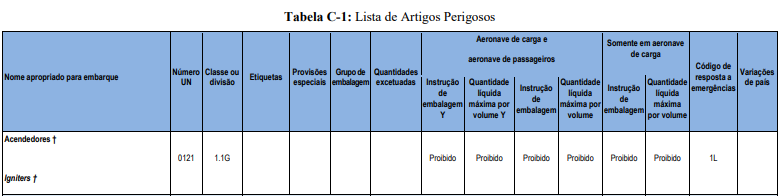 Tabela C-1: Lista de Artigos Perigosos
Nome apropriado para embarque
Número
UN
Classe ou
divisão
Etiquetas
Provisões
especiais
Grupo de
embalagem
Quantidades
excetuadas
Aeronave de carga e
aeronave de passageiros
Instrução
de
embalagem
Y
Quantidade
líquida
máxima por
volume Y
Instrução
de
embalagem
Quantidade
líquida
máxima por
volume
Somente em aeronave
de carga
Instrução
de
embalagem
Quantidade
líquida
máxima
por volume
Código de
resposta a
emergências
Variações
de país
Acendedores †
0121
1.1G
Proibido
Proibido
Proibido
Proibido
Proibido
Proibido
1L
Igniters †